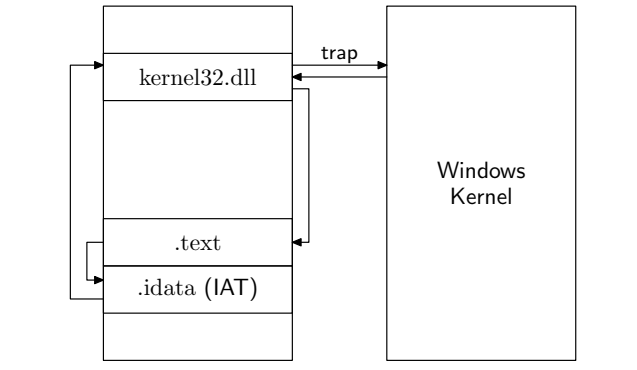 trap
kernel32.dll
Windows
Kernel
.text
.idata (IAT)